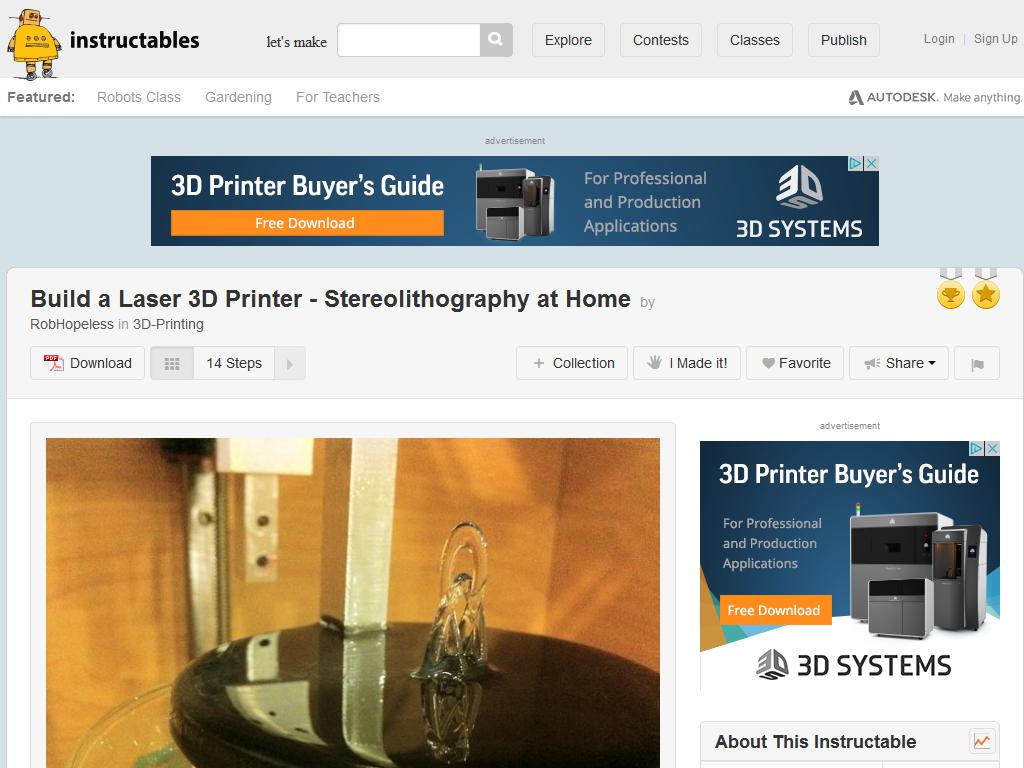 instructables
let's make
Explore
Contests
Classes
Publish
Login | Sign Up
Featured:
Robots Class
Gardening
For Teachers
AUTODESK. Make anything.
advertisement
3D Printer Buyer's Guide
Free Download
For Professional
and Production
Applications
3D SYSTEMS
Build a Laser 3D Printer - Stereolithography at Home by
RobHopeless in 3D-Printing
PDF Download
14 Steps
+ Collection
I Made it!
Favorite
Share
advertisement
3D Printer Buyer's Guide
For Professional
and Production
Applications
Free Download
3D SYSTEMS
About This Instructable